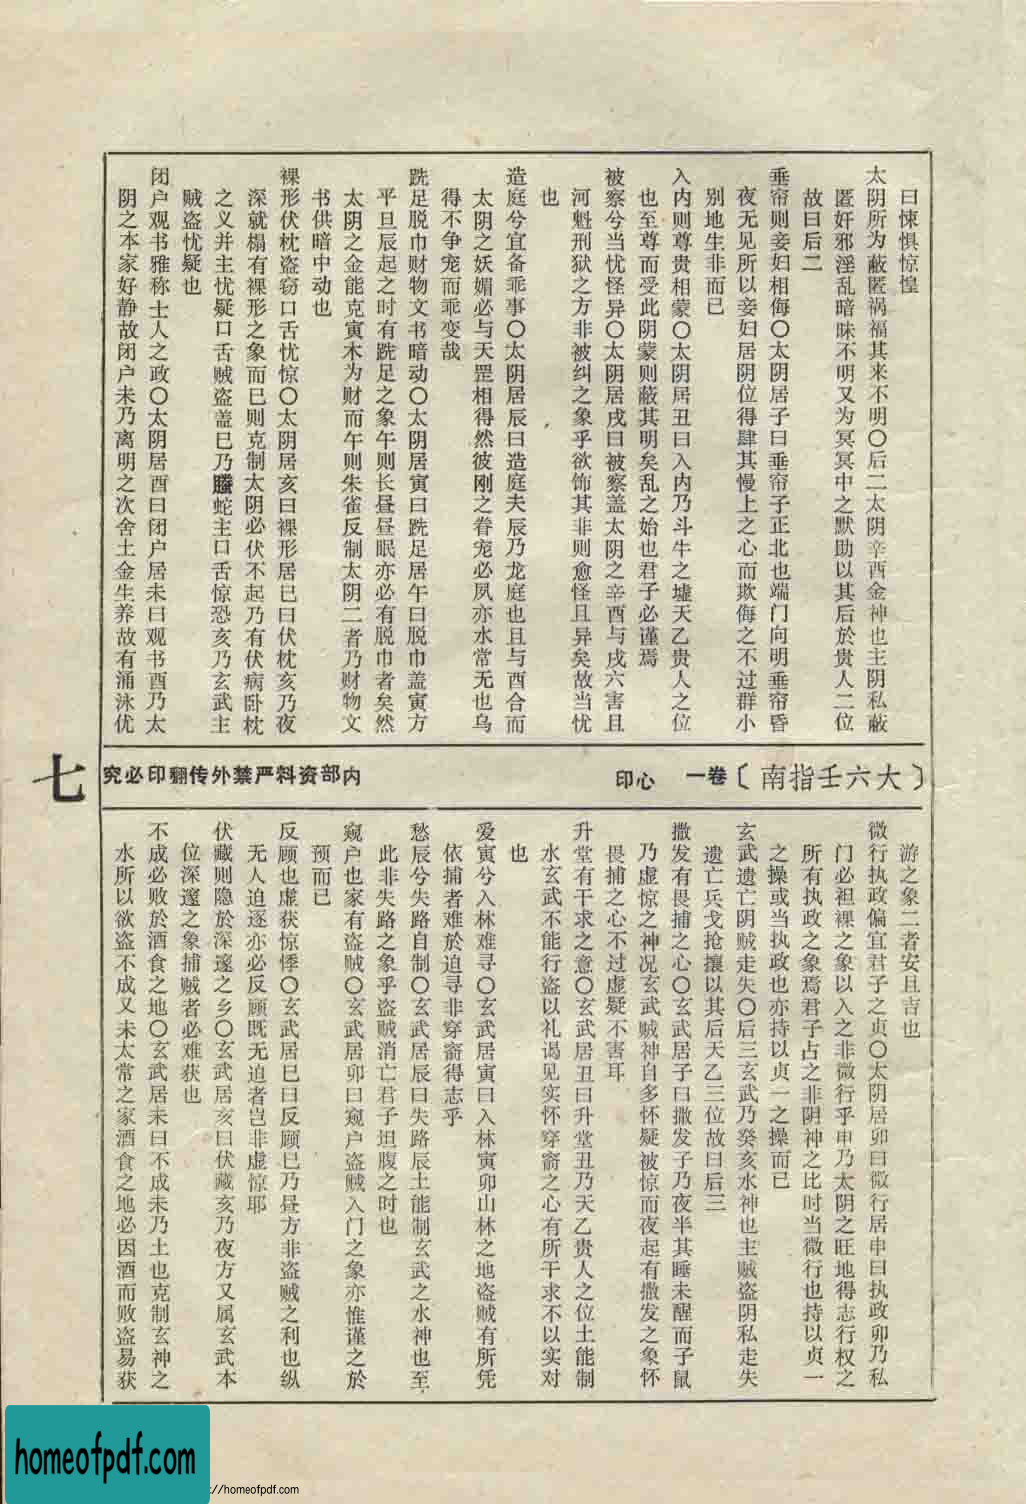 曰悚惧惊惶
太阴所为蔽匿祸福其来不明〇后二太阴辛酉金神也主阴私蔽
匿奸邪淫乱暗昧不明又为冥冥中之默助以其后於贵人二位
故曰后二
垂帘则妾妇相侮〇太阴居子曰垂帘子正北也端门向明垂帘昏
夜无见所以妾妇居阴位得肆其慢上之心而欺侮之不过群小
别地生非而已
入内则尊贵相蒙〇太阴居丑曰入内乃斗牛之墟天乙贵人之位
也至尊而受此阴蒙则蔽其明矣乱之始也君子必谨焉
被察兮当忧怪异〇太阴居戌曰被察盖太阴之辛酉与戌六害且
河魁刑狱之方非被纠之象乎欲饰其非则愈怪且异矣故当忧
也
造庭兮宜备乖事〇太阴居辰曰造庭夫辰乃龙庭也且与酉合而
太阴之妖媚必与天罡相得然彼刚之眷宠必夙亦水常无也乌
得不争宠而乖变哉
跣足脱巾财物文书暗动〇太阴居寅曰跣足居午曰脱巾盖寅方
平旦辰起之时有跣足之象午则长昼昼眠亦必有脱巾者矣然
太阴之金能克寅木为财而午则朱雀反制太阴二者乃财物文
书供暗中动也
裸形伏枕盗窃口舌忧惊〇太阴居亥曰裸形居巳曰伏枕亥乃夜
深就榻有裸形之象而巳则克制太阴必伏不起乃有伏病卧枕
之义并主忧疑口舌贼盗盖巳乃螣蛇主口舌惊恐亥乃玄武主
贼盗忧疑也
闭户观书雅称士人之政〇太阴居酉曰闭户居未曰观书酉乃太
阴之本家好静故闭户未乃离明之次舍土金生养故有涌泳优
大六壬指南〕卷一 心印
内部资料严禁外传翻印必究
七
游之象二者安且吉也
微行执政偏宜君子之贞〇太阴居卯曰微行居申曰执政卯乃私
门必袒裸之象以入之非微行乎申乃太阴之旺地得志行权之
所有执政之象焉君子占之非阴神之比时当微行也持以贞一
之操或当执政也亦持以贞一之操而已
玄武遗亡阴贼走失〇后三玄武乃癸亥水神也主贼盗阴私走失
遗亡兵戈抢攘以其后天乙三位故曰后三
撒发有畏捕之心〇玄武居子曰撒发子乃夜半其睡未醒而子鼠
乃虚惊之神况玄武贼神自多怀疑被惊而夜起有撒发之象怀
畏捕之心不过虚疑不害耳
升堂有干求之意〇玄武居丑曰升堂丑乃天乙贵人之位土能制
水玄武不能行盗以礼谒见实怀穿窬之心有所干求不以实对
也
爱寅兮入林难寻〇玄武居寅曰入林寅卯山林之地盗贼有所凭
依捕者难於迫寻非穿窬得志乎
愁辰兮失路自制〇玄武居辰曰失路辰土能制玄武之水神也至
此非失路之象乎盗贼消亡君子坦腹之时也
窥户也家有盗贼〇玄武居卯曰窥户盗贼入门之象亦惟谨之於
预而已
反顾也虚获惊悸〇玄武居巳曰反顾巳乃昼方非盗贼之利也纵
无人迫逐亦必反顾既无迫者岂非虚惊耶
伏藏则隐於深邃之乡〇玄武居亥曰伏藏亥乃夜方又属玄武本
位深邃之象捕贼者必难获也
不成必败於酒食之地〇玄武居未曰不成未乃土也克制玄神之
水所以欲盗不成又未太常之家酒食之地必因酒而败盗易获
homeofpdf.com
://homeofpdf.com